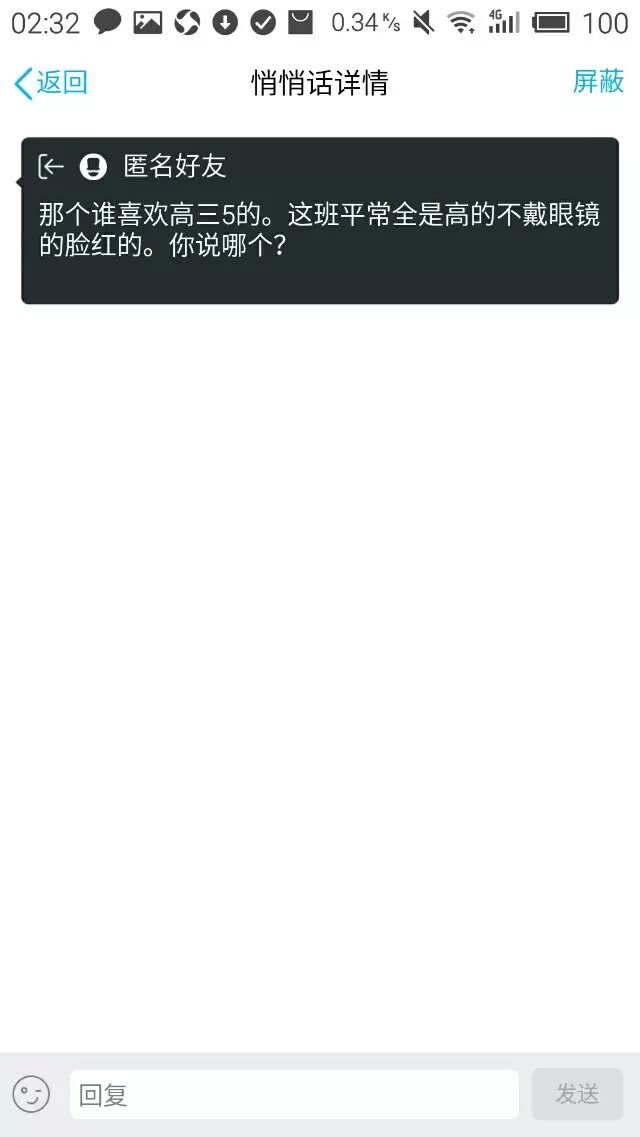 02:32 0.34 K/s 4G 100
返回 悄悄话详情 屏蔽
匿名好友
那个谁喜欢高三5的。这班平常全是高的不戴眼镜
的脸红的。你说哪个?
回复 发送